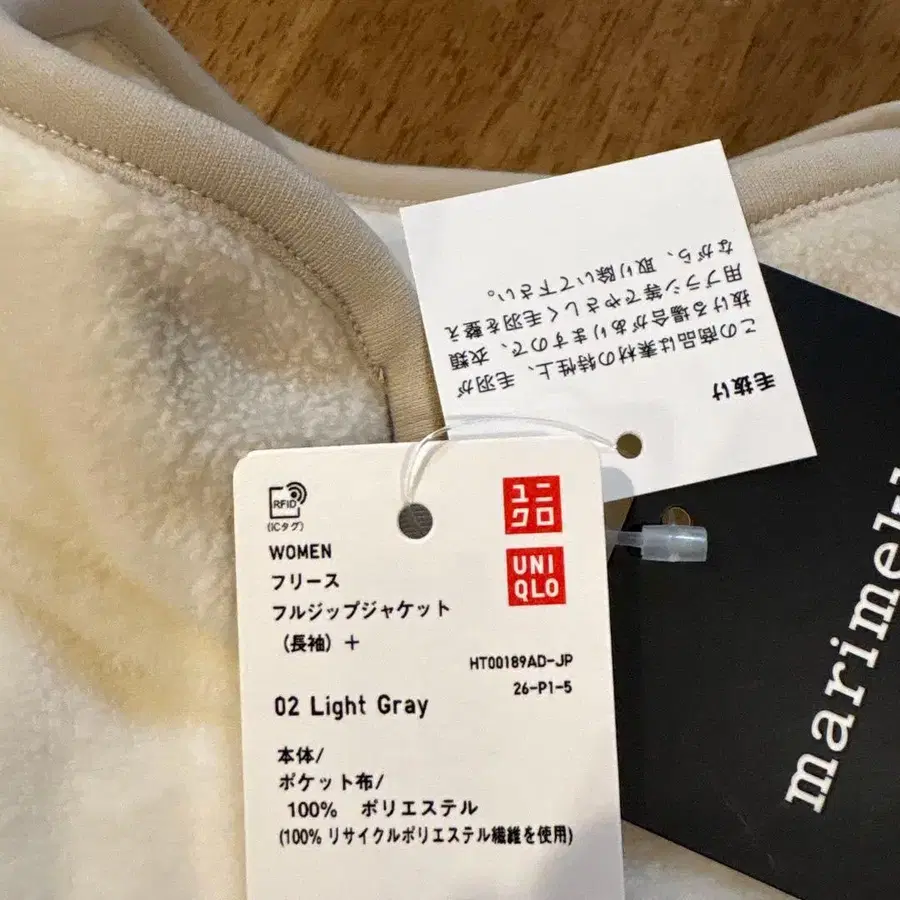 毛抜け
この商品は素材の特性上、毛羽が
抜ける場合がありますので、衣類
用ブラシ等でやさしく毛羽を整え
ながら、取り除いて下さい。
RFID
(ICタグ)
ユニ
クロ
UNI
QLO
WOMEN
フリース
フルジップジャケット
(長袖)+
HT00189AD-JP
26-P1-5
02 Light Gray
本体/
ポケット布/
100% ポリエステル
(100% リサイクルポリエステル繊維を使用)